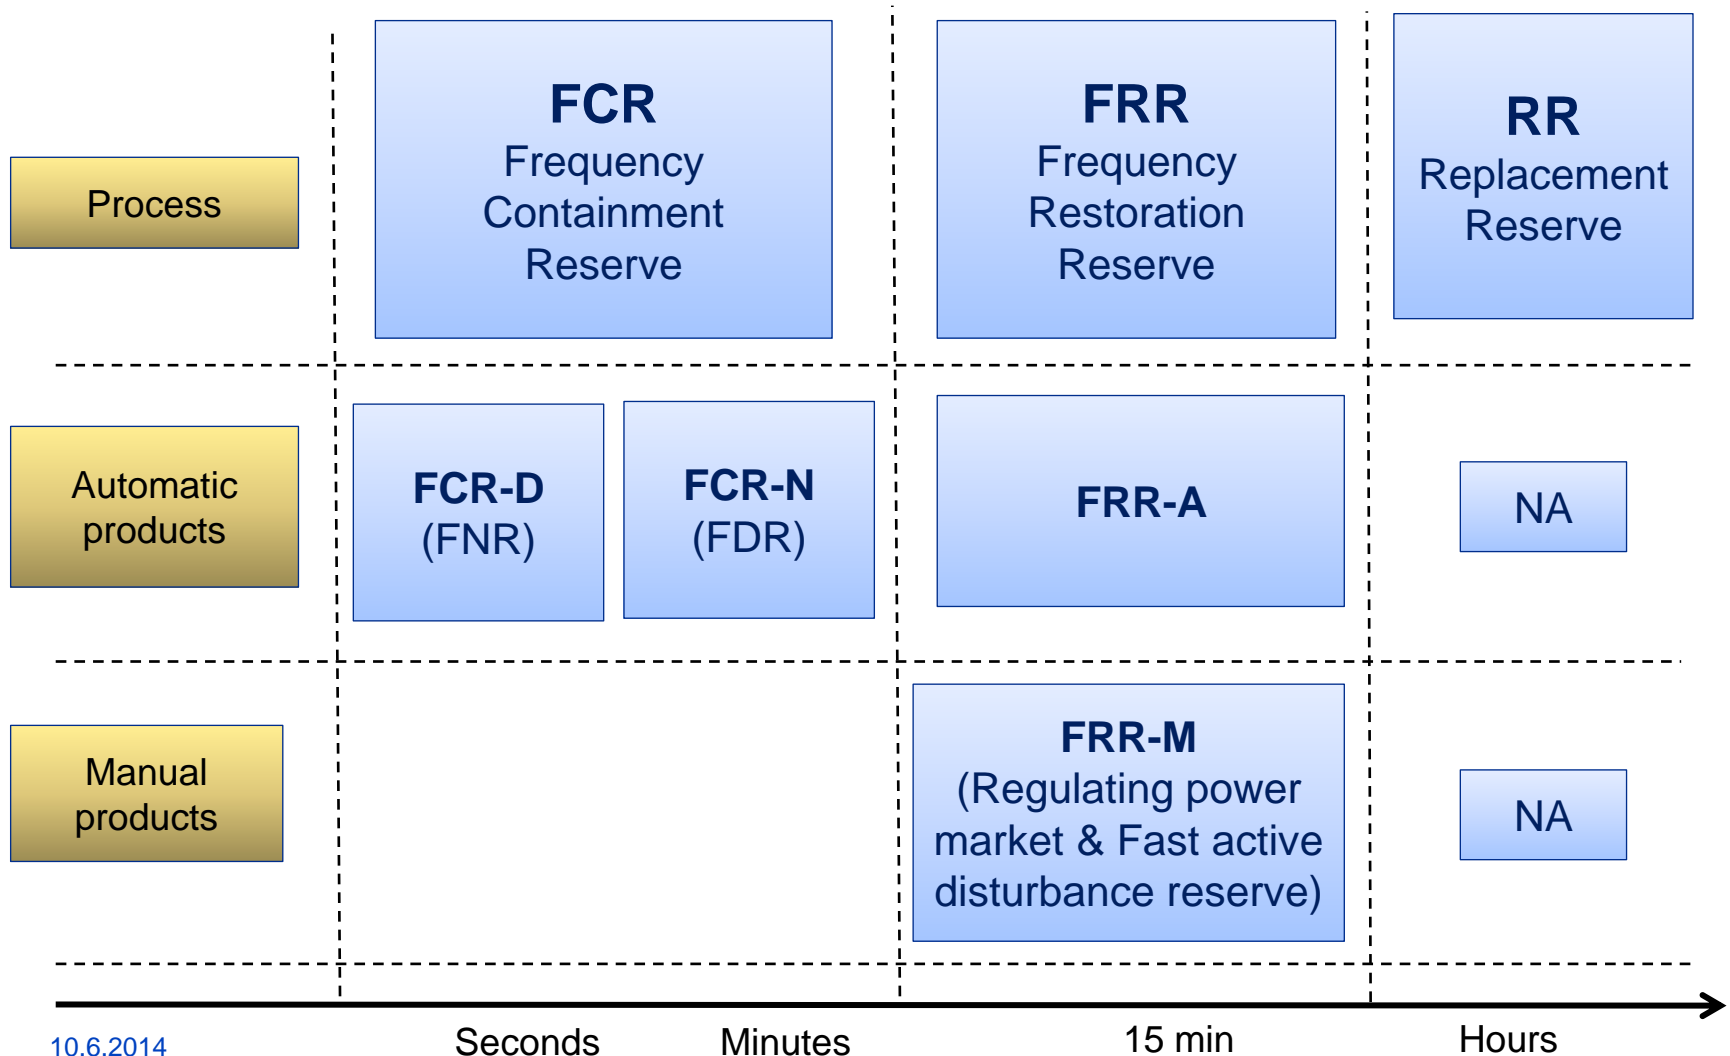 Process
FCR
Frequency
Containment
Reserve
FRR
Frequency
Restoration
Reserve
RR
Replacement
Reserve
Automatic
products
FCR-D
(FNR)
FCR-N
(FDR)
FRR-A
NA
Manual
products
FRR-M
(Regulating power
market & Fast active
disturbance reserve)
NA
10.6.2014
Seconds
Minutes
15 min
Hours